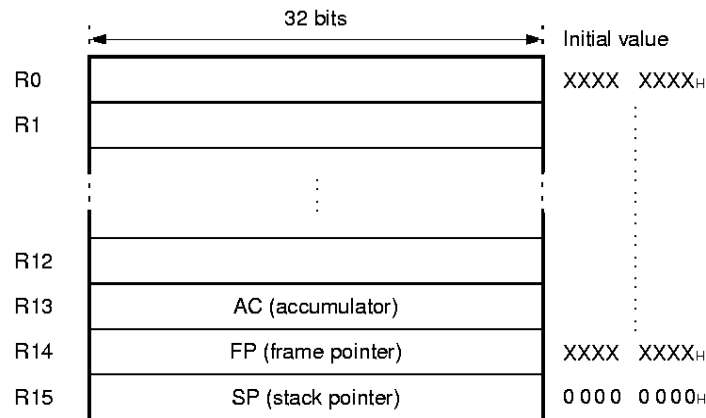 32 bits
Initial value
R0 XXXX XXXXH
R1
R12
R13 AC (accumulator)
R14 FP (frame pointer) XXXX XXXXH
R15 SP (stack pointer) 0000 0000H